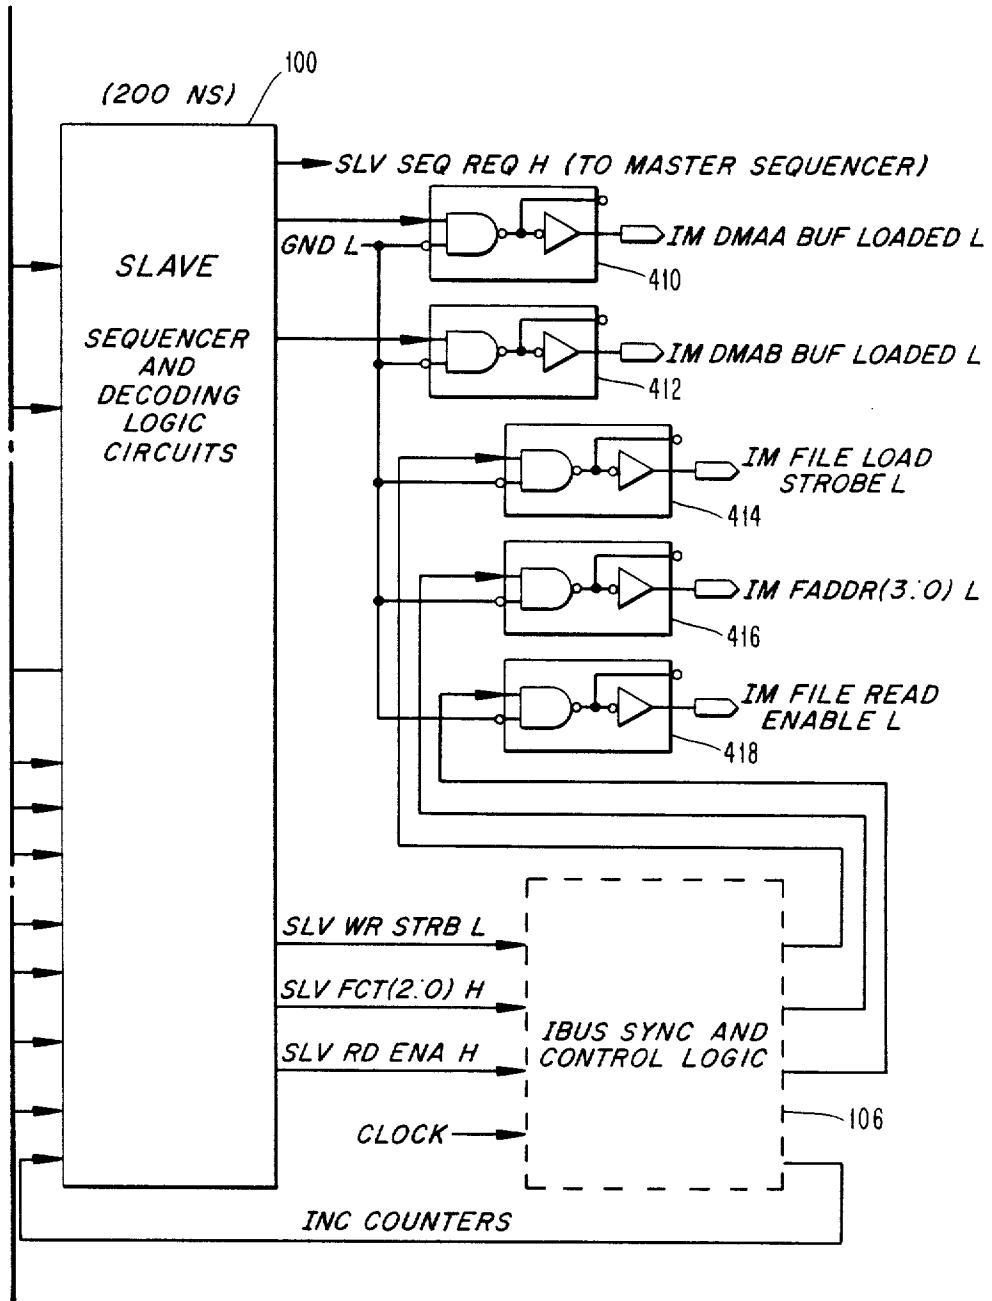 100
(200 NS)
SLV SEQ REQ H (TO MASTER SEQUENCER)
GND L
IM DMAA BUF LOADED L
410
SLAVE
SEQUENCER
AND
DECODING
LOGIC
CIRCUITS
IM DMAB BUF LOADED L
412
IM FILE LOAD
STROBE L
414
IM FADDR(3:0) L
416
IM FILE READ
ENABLE L
418
SLV WR STRB L
SLV FCT(2:0) H
SLV RD ENA H
CLOCK
IBUS SYNC AND
CONTROL LOGIC
106
INC COUNTERS